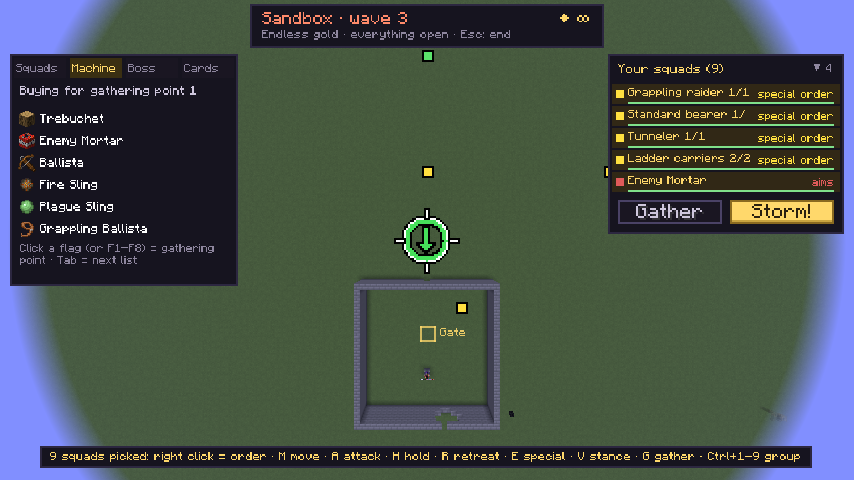 Sandbox · wave 3
∞
Endless gold · everything open · Esc: end
Squads Machine Boss Cards
Buying for gathering point 1
Trebuchet
Enemy Mortar
Ballista
Fire Sling
Plague Sling
Grappling Ballista
Click a flag (or F1-F8) = gathering
point · Tab = next list
Your squads (9)
▼ 4
Grappling raider 1/1 special order
Standard bearer 1/ special order
Tunneler 1/1 special order
Ladder carriers 2/2 special order
Enemy Mortar aims
Gather Storm!
Gate
9 squads picked: right click = order · M move · A attack · H hold · R retreat · E special · V stance · G gather · Ctrl+1-9 group